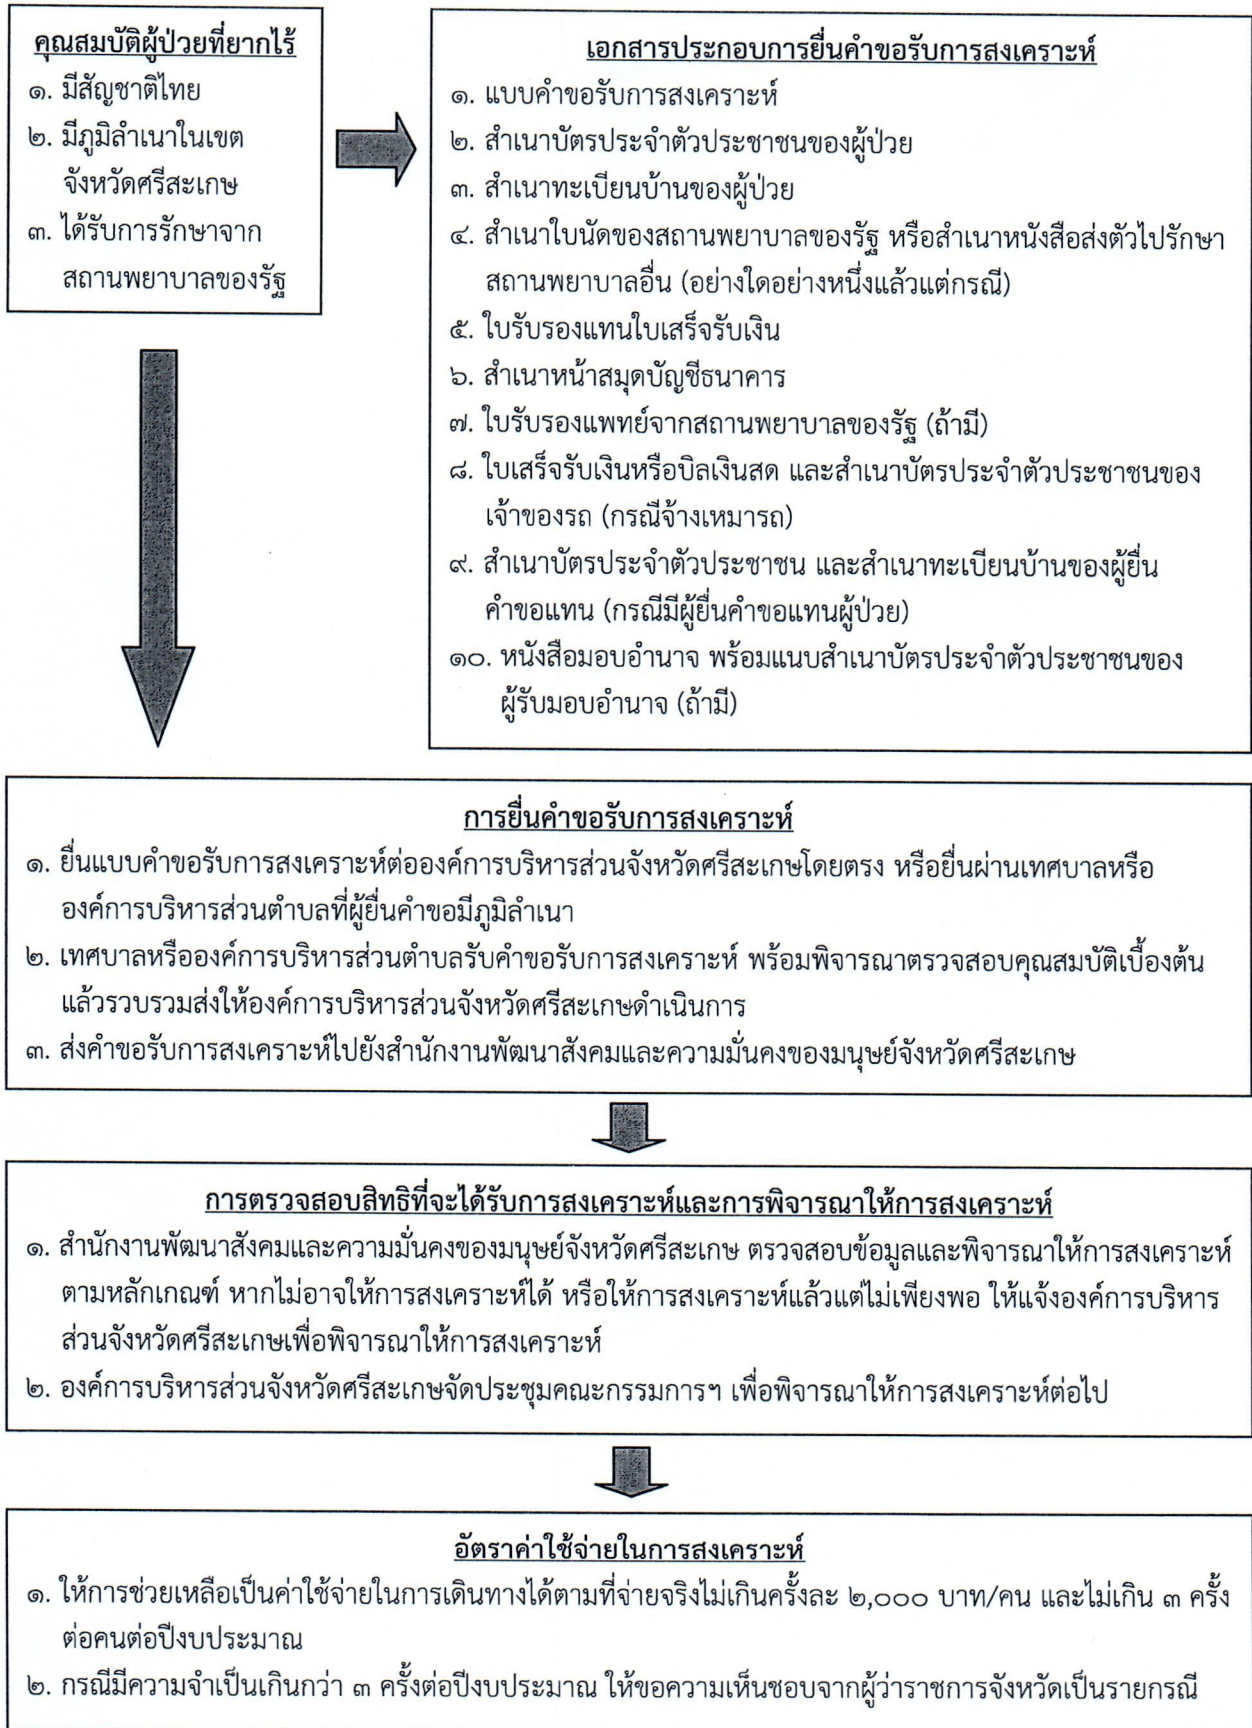 คุณสมบัติผู้ป่วยที่ยากไร้
๑. มีสัญชาติไทย
๒. มีภูมิลำเนาในเขต
จังหวัดศรีสะเกษ
๓. ได้รับการรักษาจาก
สถานพยาบาลของรัฐ
เอกสารประกอบการยื่นคำขอรับการสงเคราะห์
๑. แบบคำขอรับการสงเคราะห์
๒. สำเนาบัตรประจำตัวประชาชนของผู้ป่วย
๓. สำเนาทะเบียนบ้านของผู้ป่วย
๔. สำเนาใบนัดของสถานพยาบาลของรัฐ หรือสำเนาหนังสือส่งตัวไปรักษา
สถานพยาบาลอื่น (อย่างใดอย่างหนึ่งแล้วแต่กรณี)
๕. ใบรับรองแทนใบเสร็จรับเงิน
๖. สำเนาหน้าสมุดบัญชีธนาคาร
๗. ใบรับรองแพทย์จากสถานพยาบาลของรัฐ (ถ้ามี)
๘. ใบเสร็จรับเงินหรือบิลเงินสด และสำเนาบัตรประจำตัวประชาชนของ
เจ้าของรถ (กรณีจ้างเหมารถ)
๙. สำเนาบัตรประจำตัวประชาชน และสำเนาทะเบียนบ้านของผู้ยื่น
คำขอแทน (กรณีมีผู้ยื่นคำขอแทนผู้ป่วย)
๑๐. หนังสือมอบอำนาจ พร้อมแนบสำเนาบัตรประจำตัวประชาชนของ
ผู้รับมอบอำนาจ (ถ้ามี)
การยื่นคำขอรับการสงเคราะห์
๑. ยื่นแบบคำขอรับการสงเคราะห์ต่อองค์การบริหารส่วนจังหวัดศรีสะเกษโดยตรง หรือยื่นผ่านเทศบาลหรือ
องค์การบริหารส่วนตำบลที่ผู้ยื่นคำขอมีภูมิลำเนา
๒. เทศบาลหรือองค์การบริหารส่วนตำบลรับคำขอรับการสงเคราะห์ พร้อมพิจารณาตรวจสอบคุณสมบัติเบื้องต้น
แล้วรวบรวมส่งให้องค์การบริหารส่วนจังหวัดศรีสะเกษดำเนินการ
๓. ส่งคำขอรับการสงเคราะห์ไปยังสำนักงานพัฒนาสังคมและความมั่นคงของมนุษย์จังหวัดศรีสะเกษ
การตรวจสอบสิทธิที่จะได้รับการสงเคราะห์และการพิจารณาให้การสงเคราะห์
๑. สำนักงานพัฒนาสังคมและความมั่นคงของมนุษย์จังหวัดศรีสะเกษ ตรวจสอบข้อมูลและพิจารณาให้การสงเคราะห์
ตามหลักเกณฑ์ หากไม่อาจให้การสงเคราะห์ได้ หรือให้การสงเคราะห์แล้วแต่ไม่เพียงพอ ให้แจ้งองค์การบริหาร
ส่วนจังหวัดศรีสะเกษเพื่อพิจารณาให้การสงเคราะห์
๒. องค์การบริหารส่วนจังหวัดศรีสะเกษจัดประชุมคณะกรรมการฯ เพื่อพิจารณาให้การสงเคราะห์ต่อไป
อัตราค่าใช้จ่ายในการสงเคราะห์
๑. ให้การช่วยเหลือเป็นค่าใช้จ่ายในการเดินทางได้ตามที่จ่ายจริงไม่เกินครั้งละ ๒,๐๐๐ บาท/คน และไม่เกิน ๓ ครั้ง
ต่อคนต่อปีงบประมาณ
๒. กรณีมีความจำเป็นเกินกว่า ๓ ครั้งต่อปีงบประมาณ ให้ขอความเห็นชอบจากผู้ว่าราชการจังหวัดเป็นรายกรณี